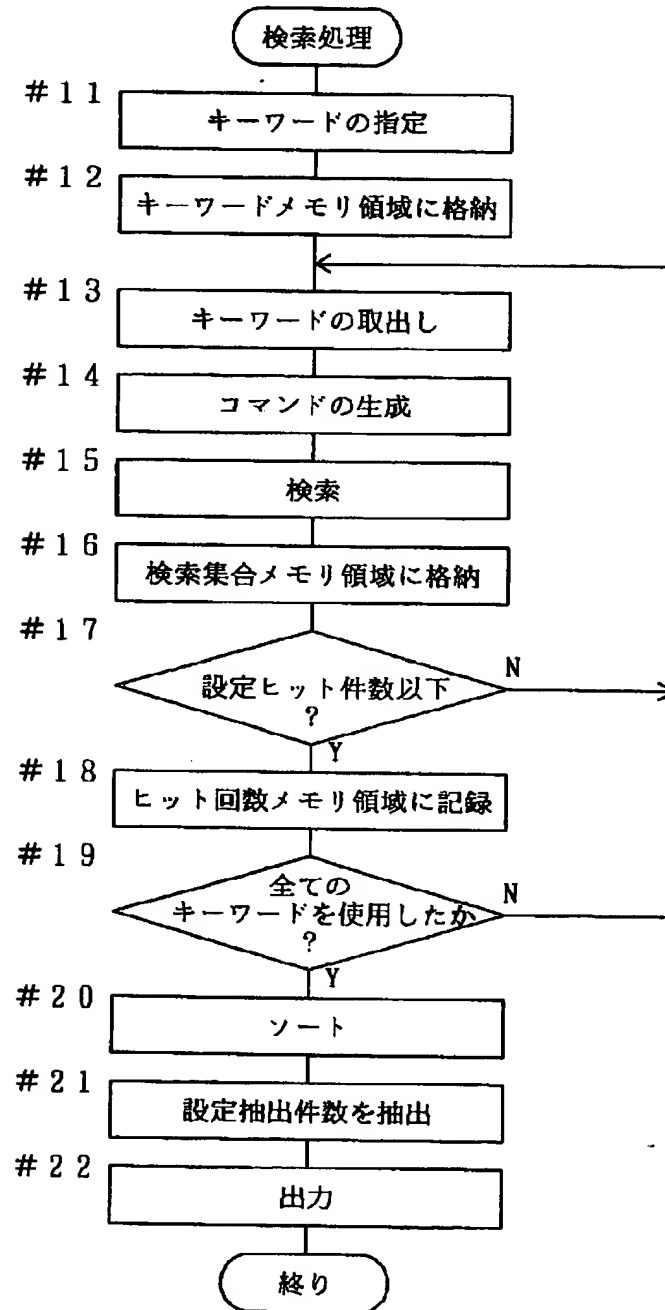 検索処理
#11
キーワードの指定
#12
キーワードメモリ領域に格納
#13
キーワードの取出し
#14
コマンドの生成
#15
検索
#16
検索集合メモリ領域に格納
#17
設定ヒット件数以下
?
N
Y
#18
ヒット回数メモリ領域に記録
#19
全ての
キーワードを使用したか
?
N
Y
#20
ソート
#21
設定抽出件数を抽出
#22
出力
終り